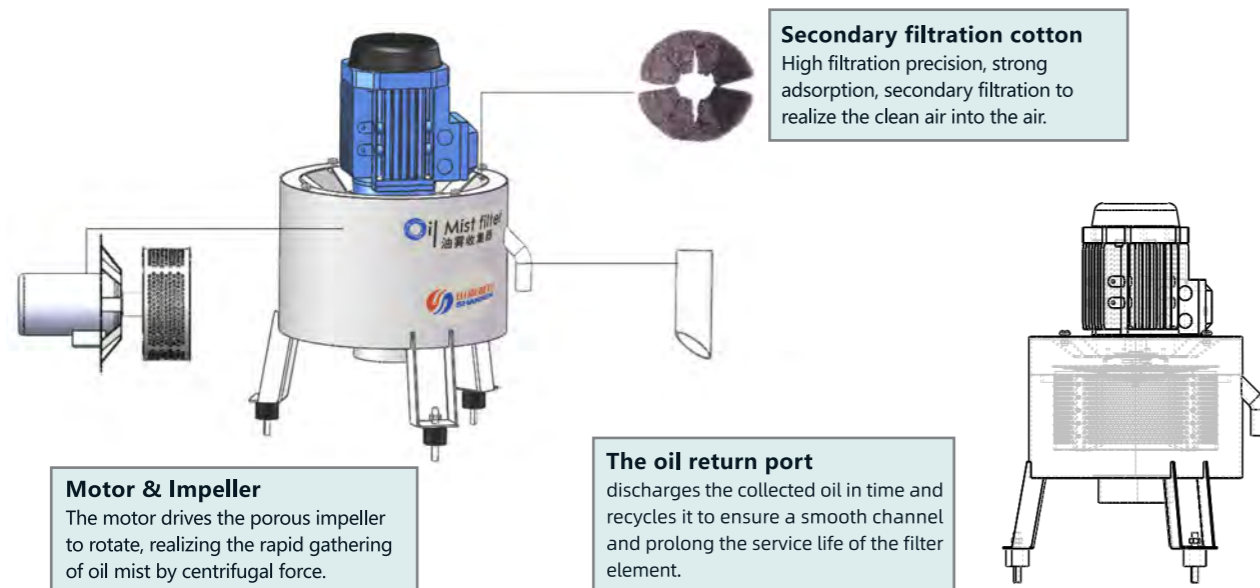 Secondary filtration cotton
High filtration precision, strong
adsorption, secondary filtration to
realize the clean air into the air.
Oil Mist filter
油雾收集器
Motor & Impeller
The motor drives the porous impeller
to rotate, realizing the rapid gathering
of oil mist by centrifugal force.
The oil return port
discharges the collected oil in time and
recycles it to ensure a smooth channel
and prolong the service life of the filter
element.